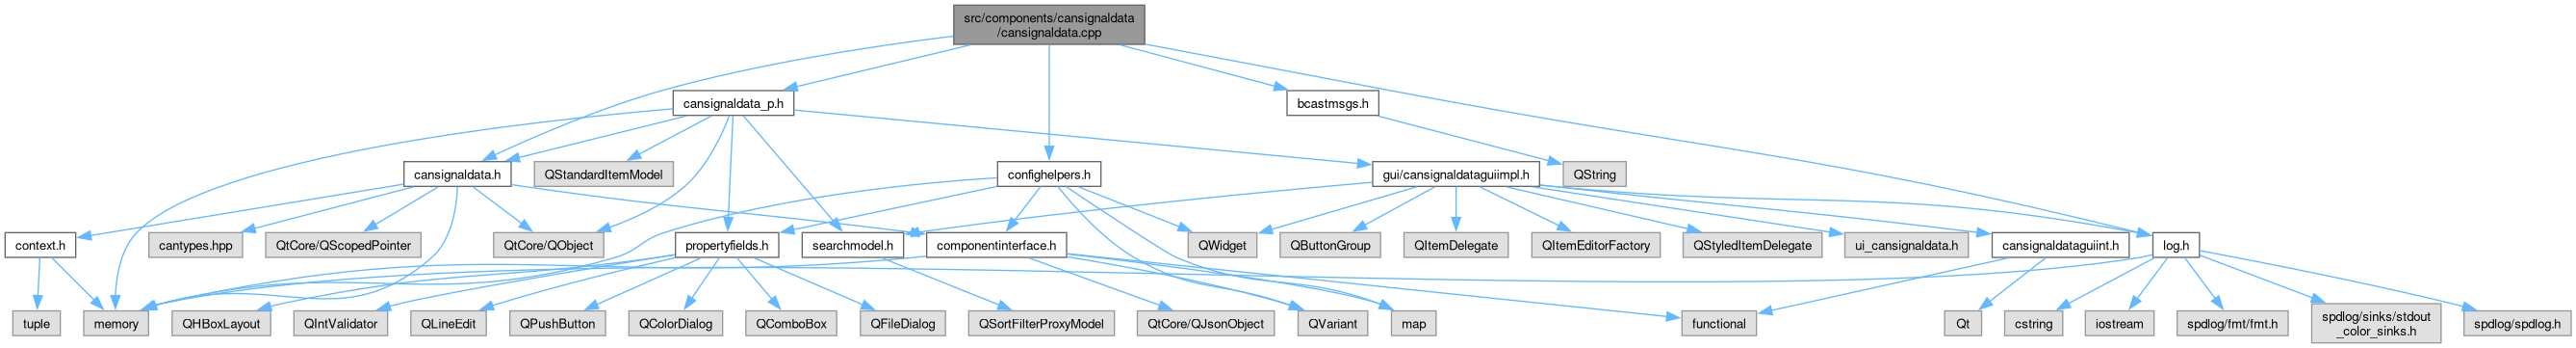 src/components/cansignaldata
/cansignaldata.cpp
cansignaldata_p.h
bcastmsgs.h
cansignaldata.h
QStandardItemModel
confighelpers.h
gui/cansignaldataguiimpl.h
QString
context.h
cantypes.hpp
QtCore/QScopedPointer
QtCore/QObject
propertyfields.h
searchmodel.h
componentinterface.h
QWidget
QButtonGroup
QItemDelegate
QItemEditorFactory
QStyledItemDelegate
ui_cansignaldata.h
cansignaldataguiint.h
log.h
tuple
memory
QHBoxLayout
QIntValidator
QLineEdit
QPushButton
QColorDialog
QComboBox
QFileDialog
QSortFilterProxyModel
QtCore/QJsonObject
QVariant
map
functional
Qt
cstring
iostream
spdlog/fmt/fmt.h
spdlog/sinks/stdout
_color_sinks.h
spdlog/spdlog.h